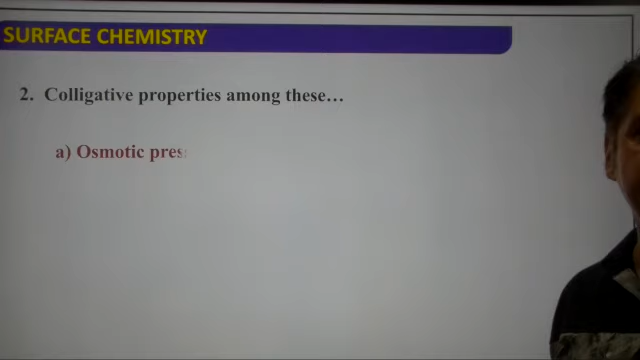 SURFACE CHEMISTRY
2. Colligative properties among these...
a) Osmotic pres